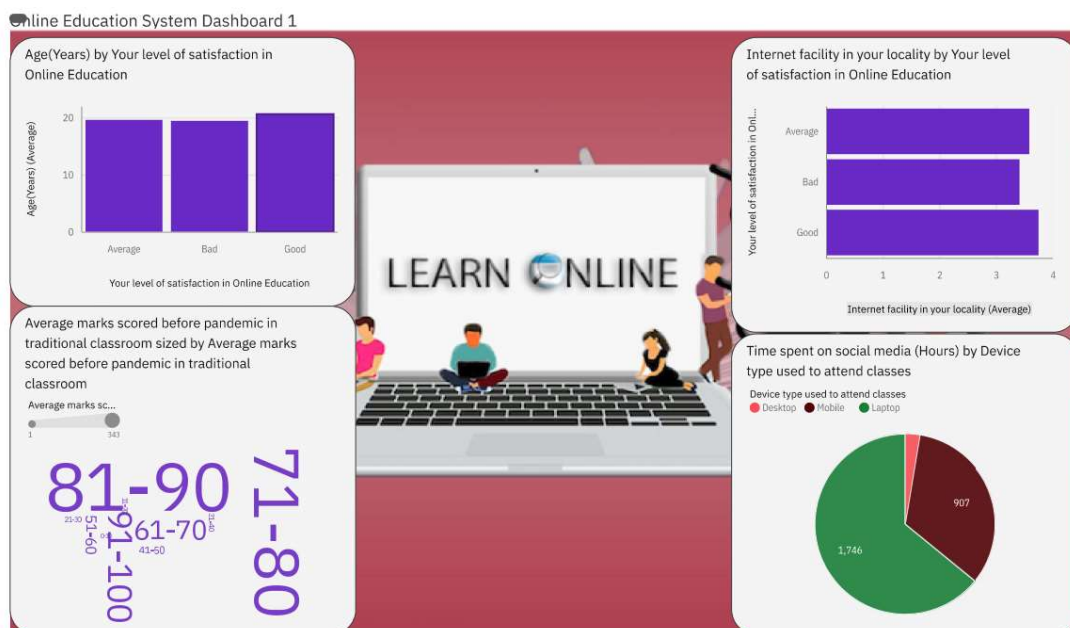 Online Education System Dashboard 1
Age(Years) by Your level of satisfaction in
Online Education
Age(Years) (Average)
20
10
0
Average
Bad
Good
Your level of satisfaction in Online Education
Average marks scored before pandemic in
traditional classroom sized by Average marks
scored before pandemic in traditional
classroom
Average marks sc...
1
343
81-90
71-80
21-30
51-60
91-100
61-70
41-50
LEARN ONLINE
Internet facility in your locality by Your level
of satisfaction in Online Education
Your level of satisfaction in Onl...
Average
Bad
Good
0
1
2
3
4
Internet facility in your locality (Average)
Time spent on social media (Hours) by Device
type used to attend classes
Device type used to attend classes
Desktop
Mobile
Laptop
907
1,746